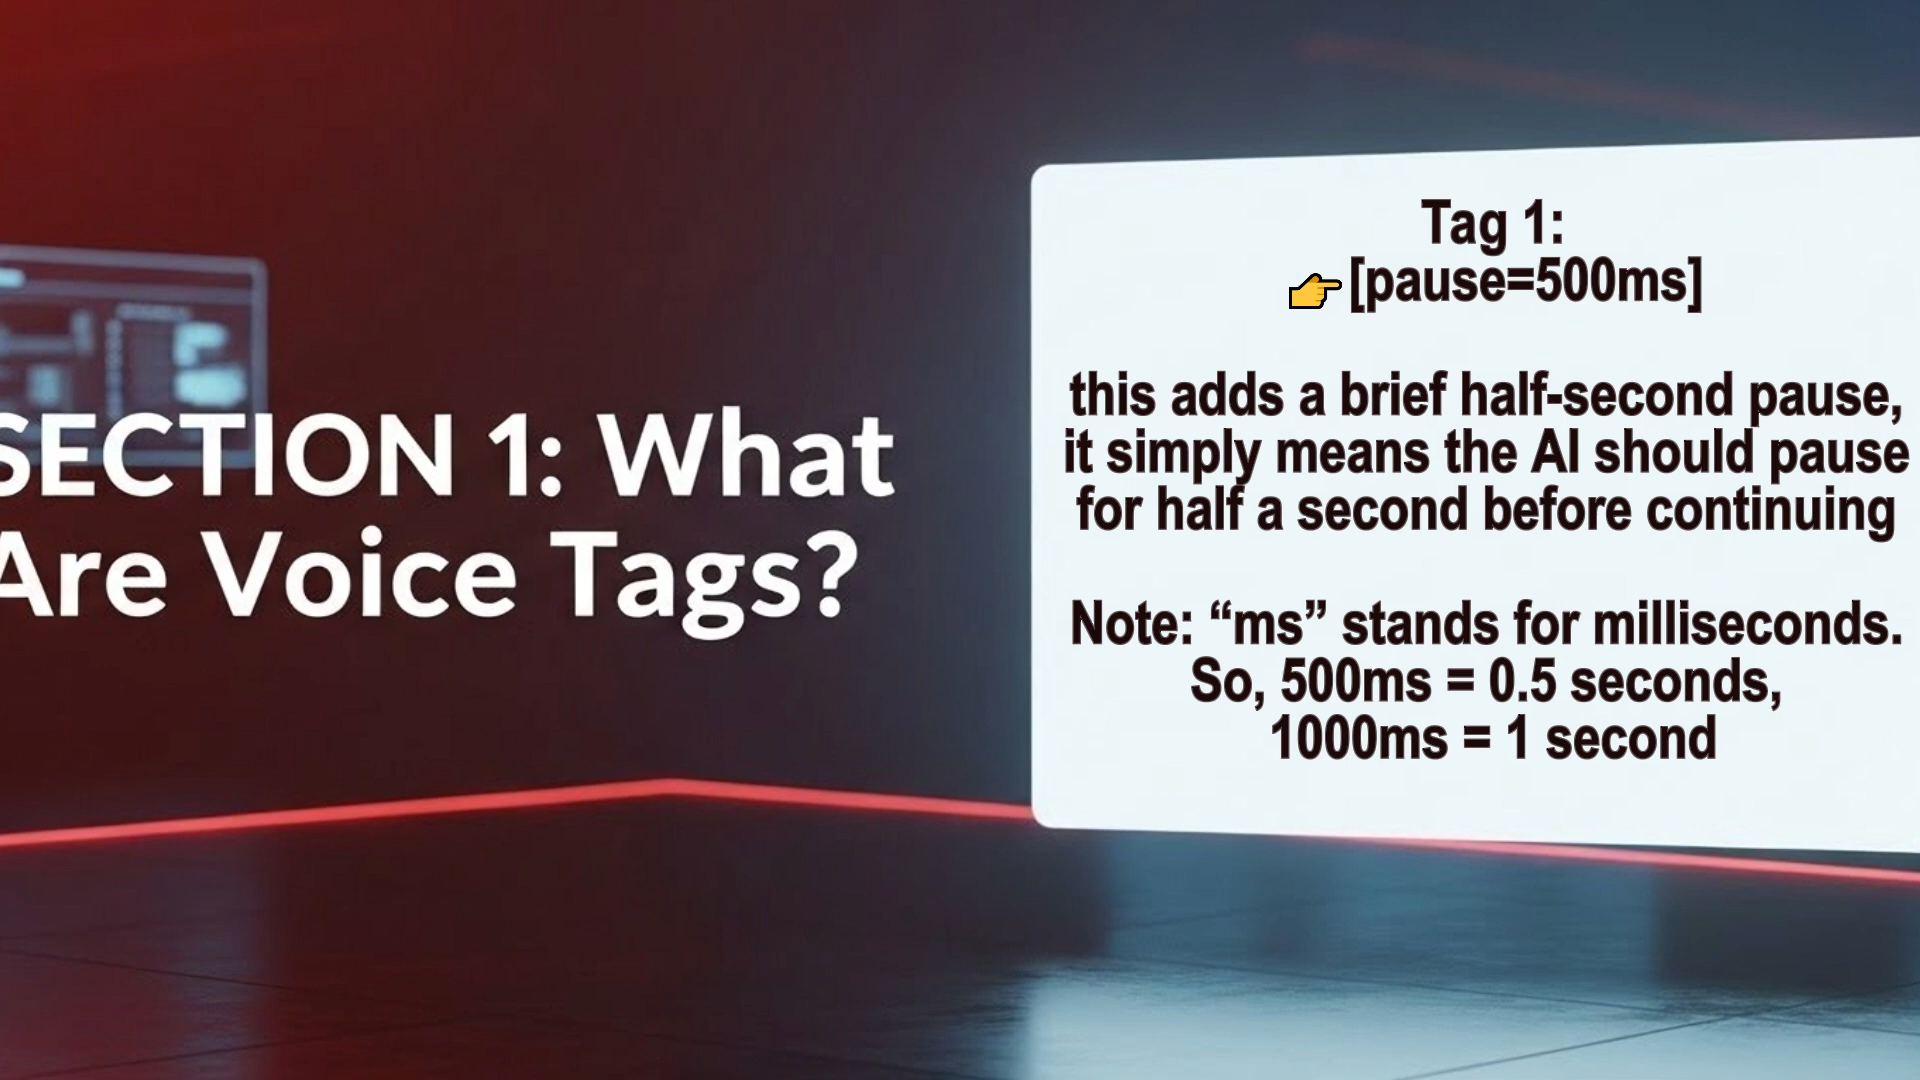 SECTION 1: What
Are Voice Tags?
Tag 1:
👉[pause=500ms]
this adds a brief half-second pause,
it simply means the AI should pause
for half a second before continuing
Note: “ms” stands for milliseconds.
So, 500ms = 0.5 seconds,
1000ms = 1 second